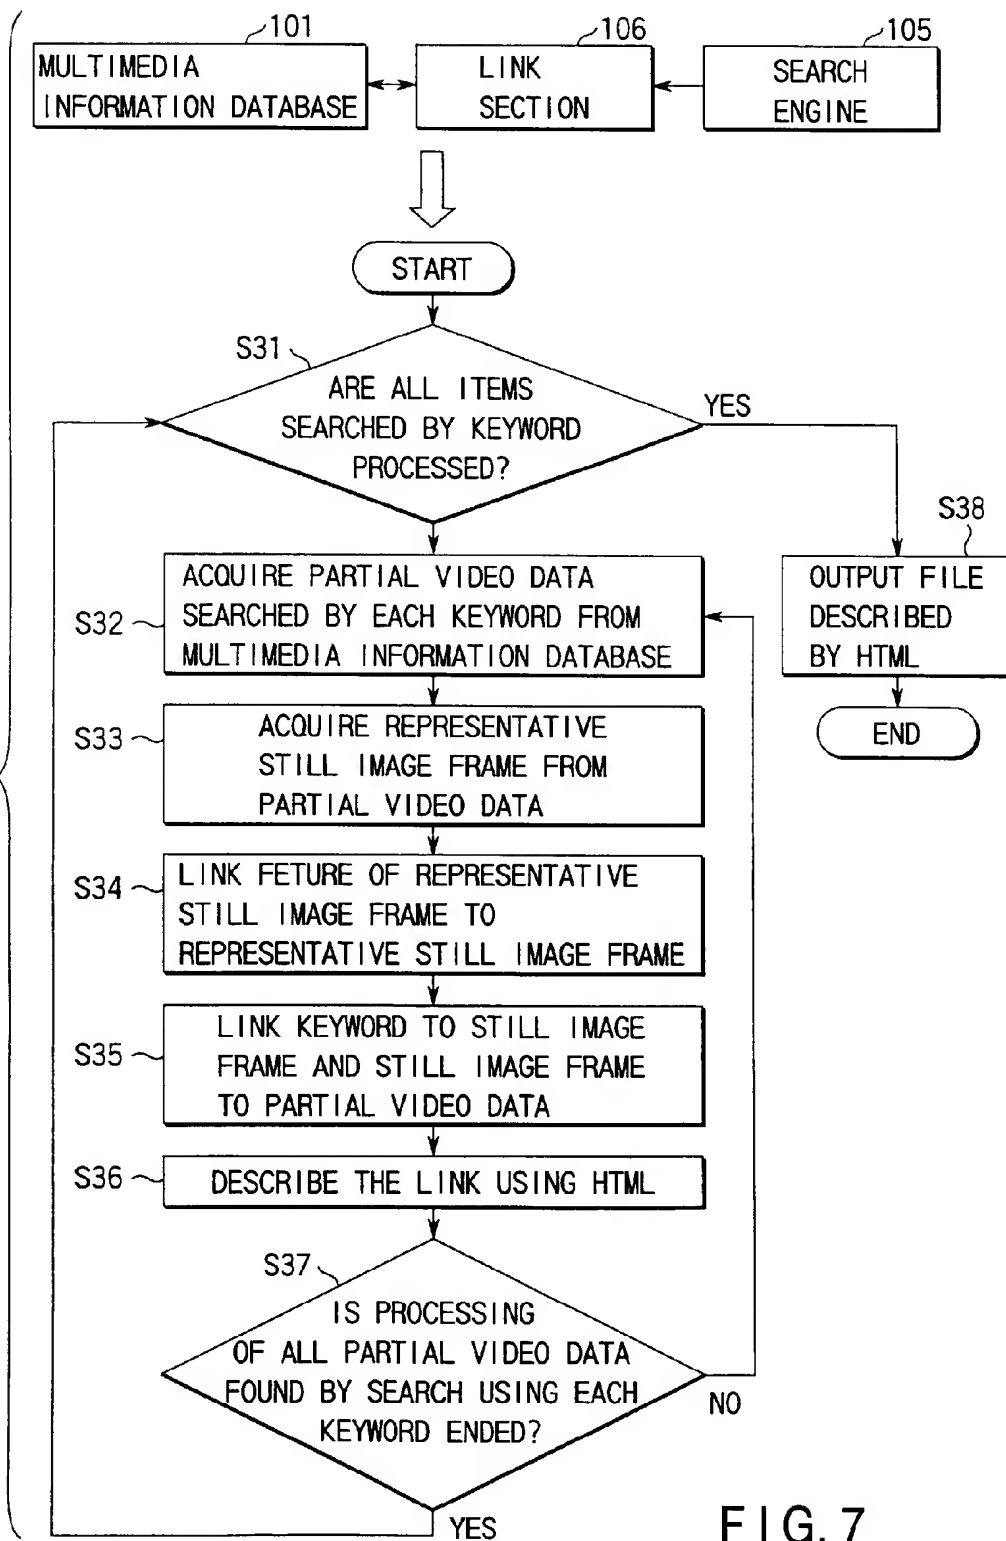 101
106
105
MULTIMEDIA
INFORMATION DATABASE
LINK
SECTION
SEARCH
ENGINE
START
S31
ARE ALL ITEMS
SEARCHED BY KEYWORD
PROCESSED?
YES
S38
OUTPUT FILE
DESCRIBED
BY HTML
END
S32
ACQUIRE PARTIAL VIDEO DATA
SEARCHED BY EACH KEYWORD FROM
MULTIMEDIA INFORMATION DATABASE
S33
ACQUIRE REPRESENTATIVE
STILL IMAGE FRAME FROM
PARTIAL VIDEO DATA
S34
LINK FETURE OF REPRESENTATIVE
STILL IMAGE FRAME TO
REPRESENTATIVE STILL IMAGE FRAME
S35
LINK KEYWORD TO STILL IMAGE
FRAME AND STILL IMAGE FRAME
TO PARTIAL VIDEO DATA
S36
DESCRIBE THE LINK USING HTML
S37
IS PROCESSING
OF ALL PARTIAL VIDEO DATA
FOUND BY SEARCH USING EACH
KEYWORD ENDED?
NO
YES
FIG. 7